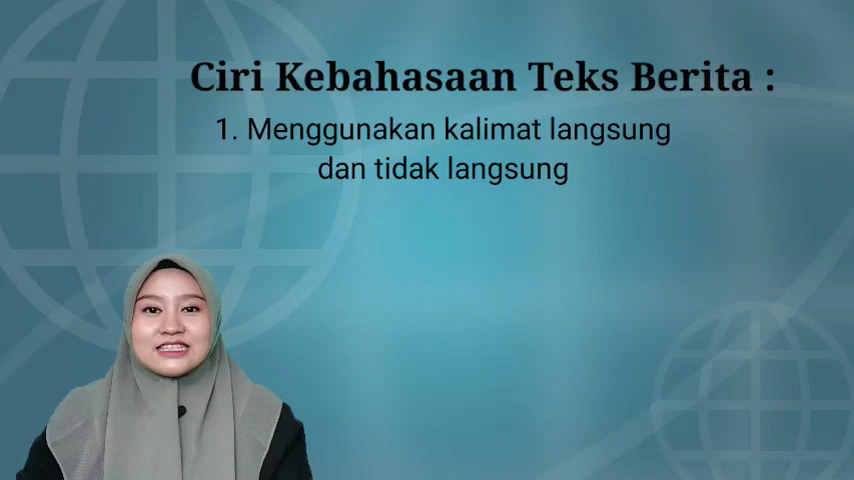 Ciri Kebahasaan Teks Berita :
1. Menggunakan kalimat langsung
dan tidak langsung